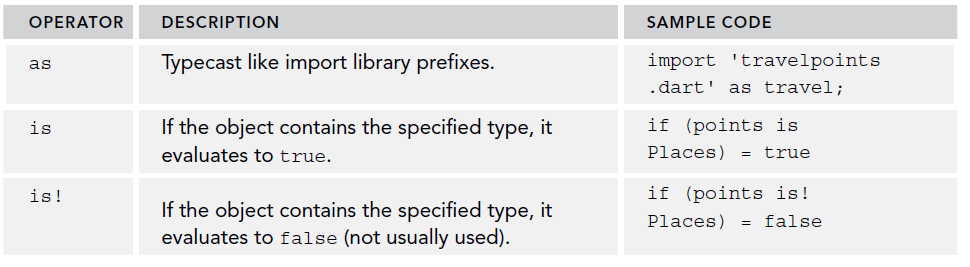 OPERATOR DESCRIPTION SAMPLE CODE
as Typecast like import library prefixes. import 'travelpoints
.dart' as travel;
is If the object contains the specified type, it if (points is
evaluates to true. Places) = true
is! if (points is!
If the object contains the specified type, it Places) = false
evaluates to false (not usually used).